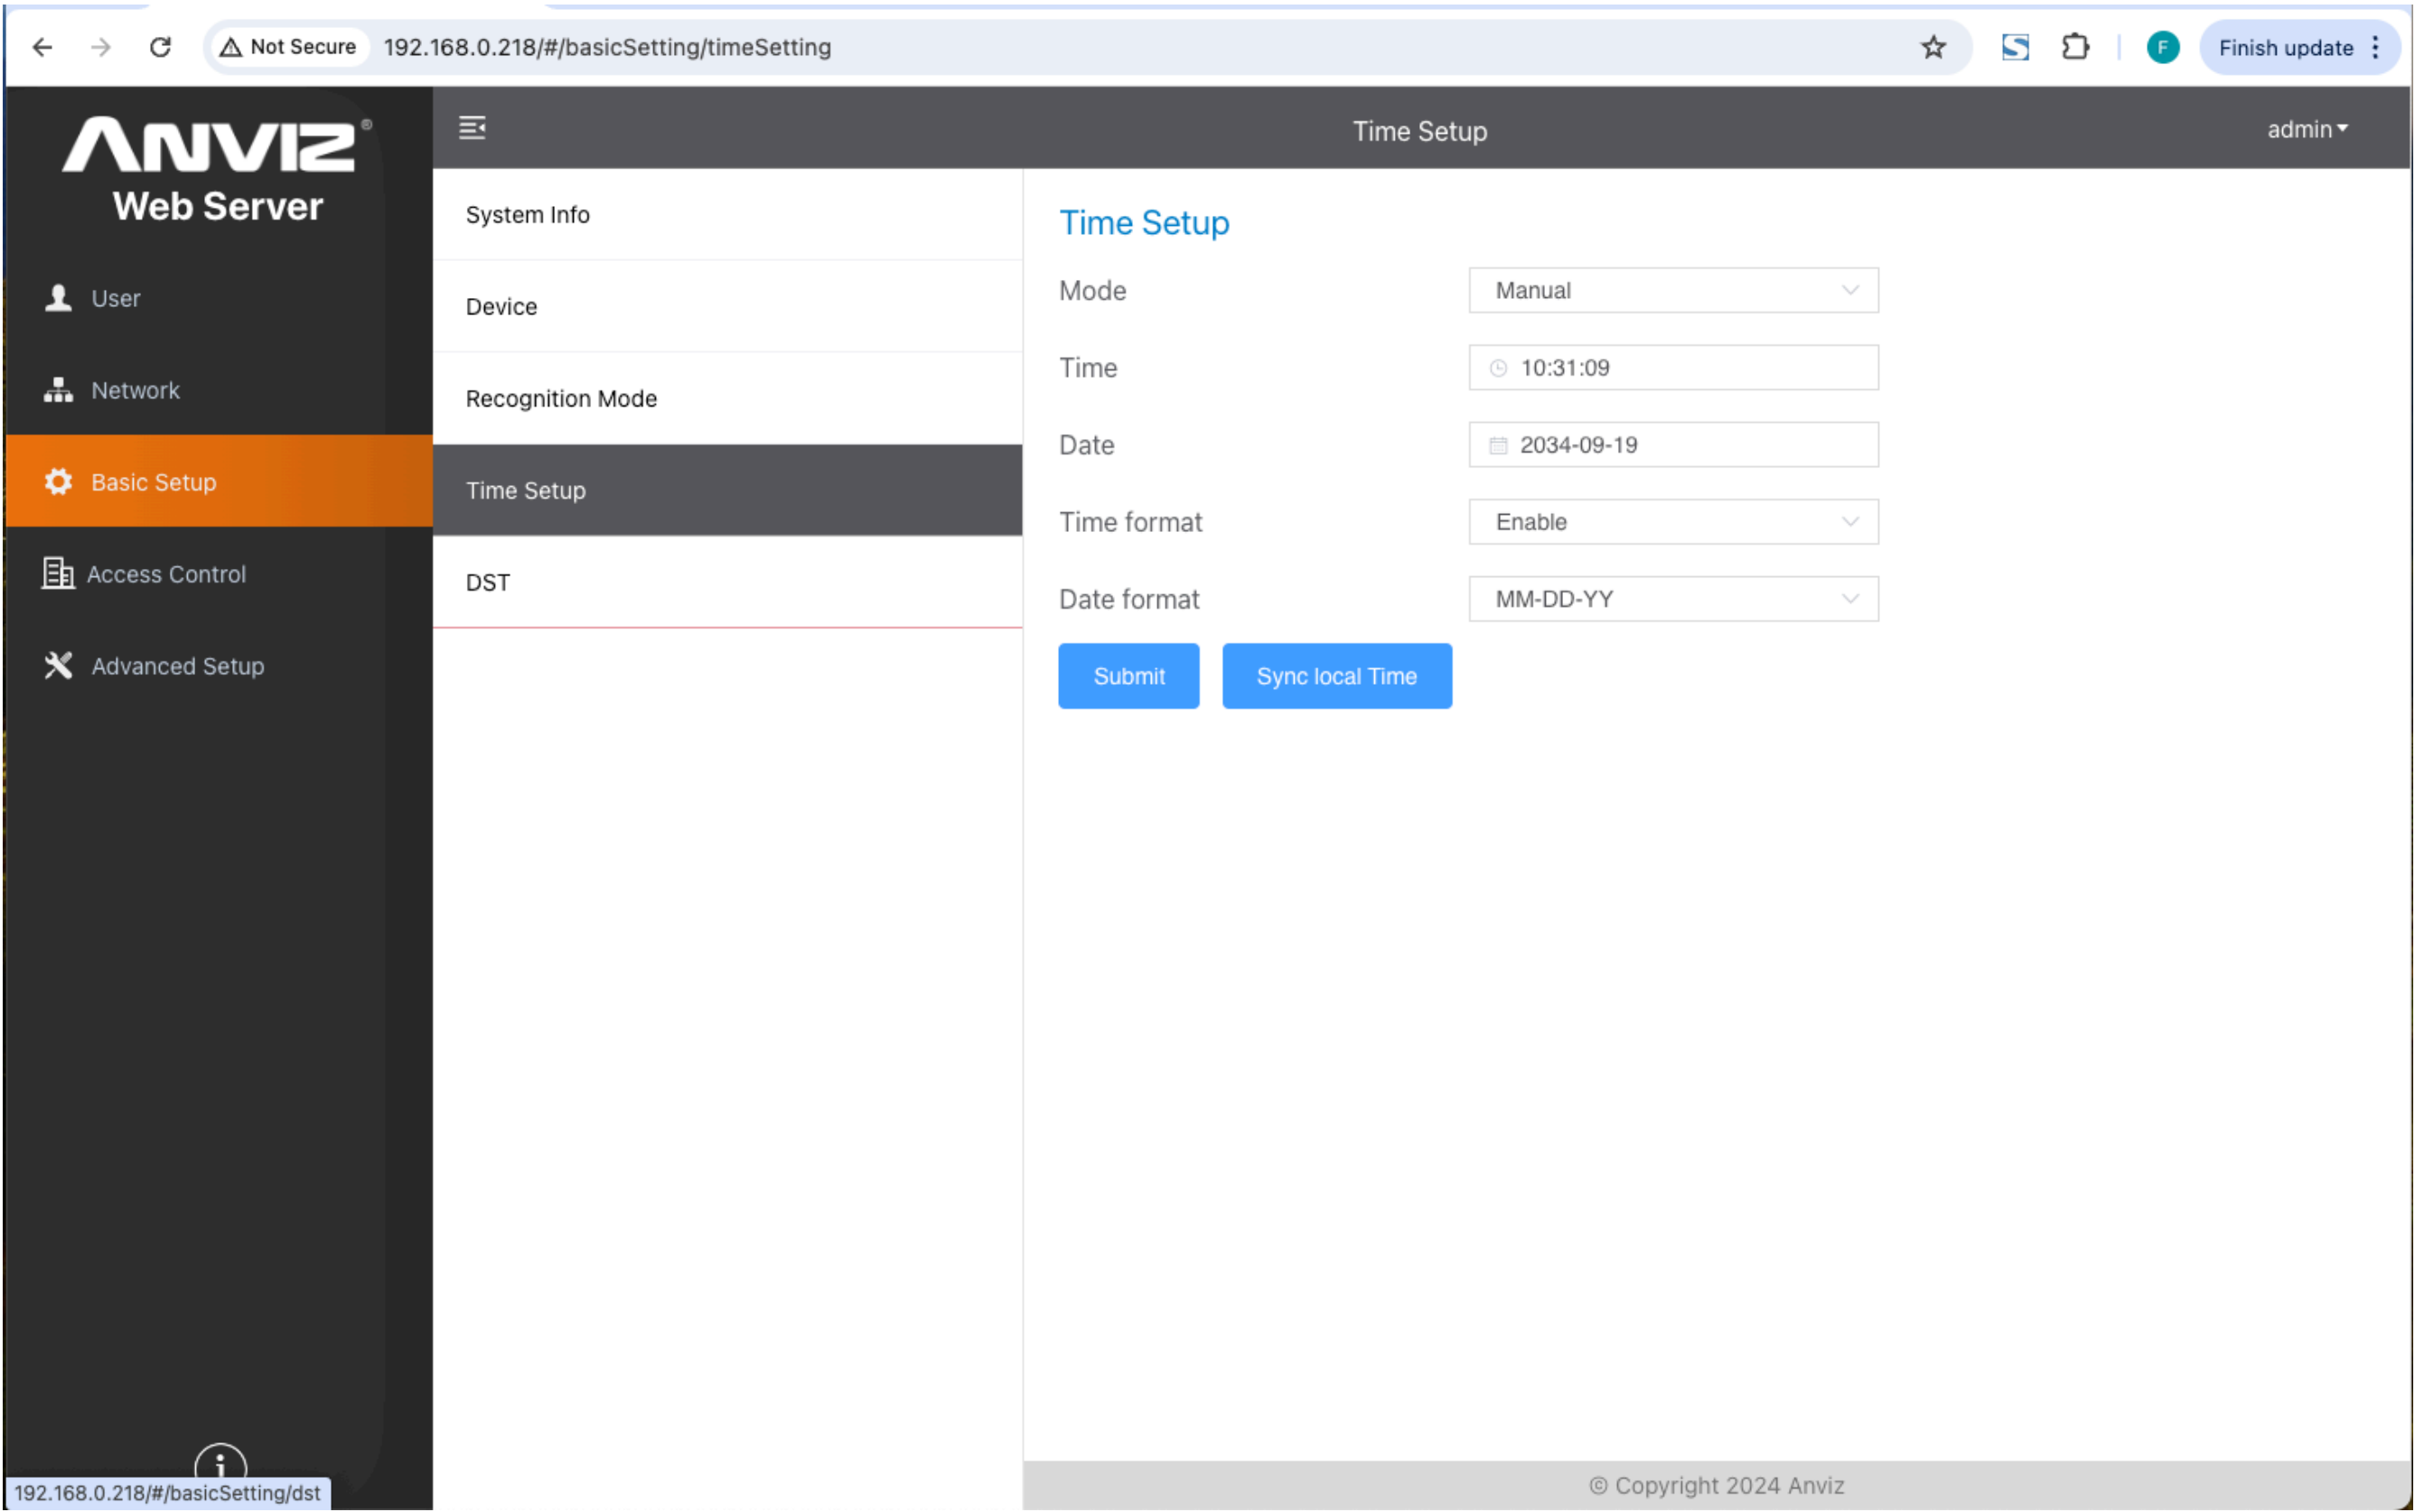 Not Secure 192.168.0.218/#/basicSetting/timeSetting F Finish update
ANVIZ®
Web Server
User
Network
Basic Setup
Access Control
Advanced Setup
192.168.0.218/#/basicSetting/dst
Time Setup admin
System Info
Device
Recognition Mode
Time Setup
DST
Time Setup
Mode Manual
Time 10:31:09
Date 2034-09-19
Time format Enable
Date format MM-DD-YY
Submit Sync local Time
© Copyright 2024 Anviz